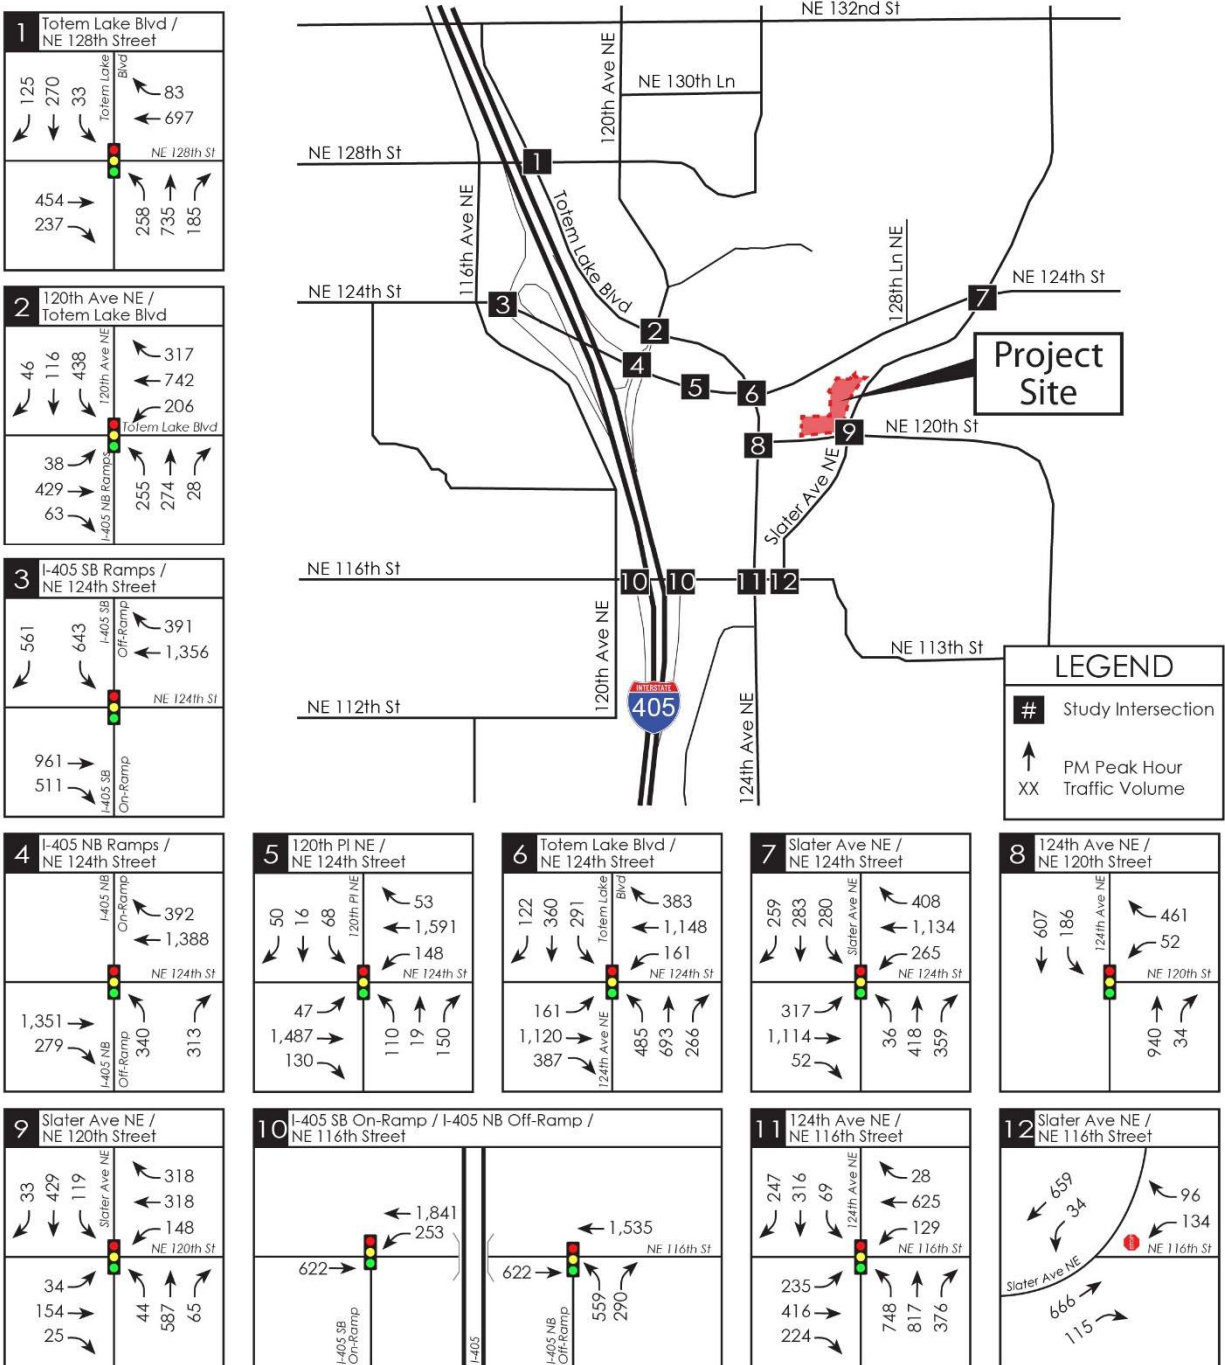 1
Totem Lake Blvd /
NE 128th Street
Totem Lake
Blvd
125
270
33
83
697
NE 128th St
454
237
258
735
185
2
120th Ave NE /
Totem Lake Blvd
120th Ave NE
46
116
438
317
742
206
Totem Lake Blvd
38
429
63
I-405 NB Ramps
255
274
28
3
I-405 SB Ramps /
NE 124th Street
I-405 SB
Off-Ramp
561
643
391
1,356
NE 124th St
961
511
I-405 SB
On-Ramp
NE 132nd St
120th Ave NE
NE 130th Ln
NE 128th St
1
116th Ave NE
Totem Lake Blvd
128th Ln NE
NE 124th St
3
2
7
NE 124th St
4
5
6
Project
Site
8
9
NE 120th St
Slater Ave NE
NE 116th St
10
10
11
12
120th Ave NE
NE 113th St
INTERSTATE
405
NE 112th St
124th Ave NE
LEGEND
#
Study Intersection
XX
PM Peak Hour
Traffic Volume
4
I-405 NB Ramps /
NE 124th Street
I-405 NB
On-Ramp
392
1,388
NE 124th St
1,351
279
I-405 NB
Off-Ramp
340
313
5
120th Pl NE /
NE 124th Street
120th Pl NE
50
16
68
53
1,591
148
NE 124th St
47
1,487
130
110
19
150
6
Totem Lake Blvd /
NE 124th Street
Totem Lake
Blvd
122
360
291
383
1,148
161
NE 124th St
161
1,120
387
124th Ave NE
485
693
266
7
Slater Ave NE /
NE 124th Street
Slater Ave NE
259
283
280
408
1,134
265
NE 124th St
317
1,114
52
36
418
359
8
124th Ave NE /
NE 120th Street
124th Ave NE
607
186
461
52
NE 120th St
940
34
9
Slater Ave NE /
NE 120th Street
Slater Ave NE
33
429
119
318
318
148
NE 120th St
34
154
25
44
587
65
10
I-405 SB On-Ramp / I-405 NB Off-Ramp /
NE 116th Street
1,841
253
622
I-405 SB
On-Ramp
I-405
1,535
NE 116th St
622
559
290
I-405 NB
Off-Ramp
11
124th Ave NE /
NE 116th Street
124th Ave NE
247
316
69
28
625
129
NE 116th St
235
416
224
748
817
376
12
Slater Ave NE /
NE 116th Street
659
34
96
134
NE 116th St
Slater Ave NE
666
115